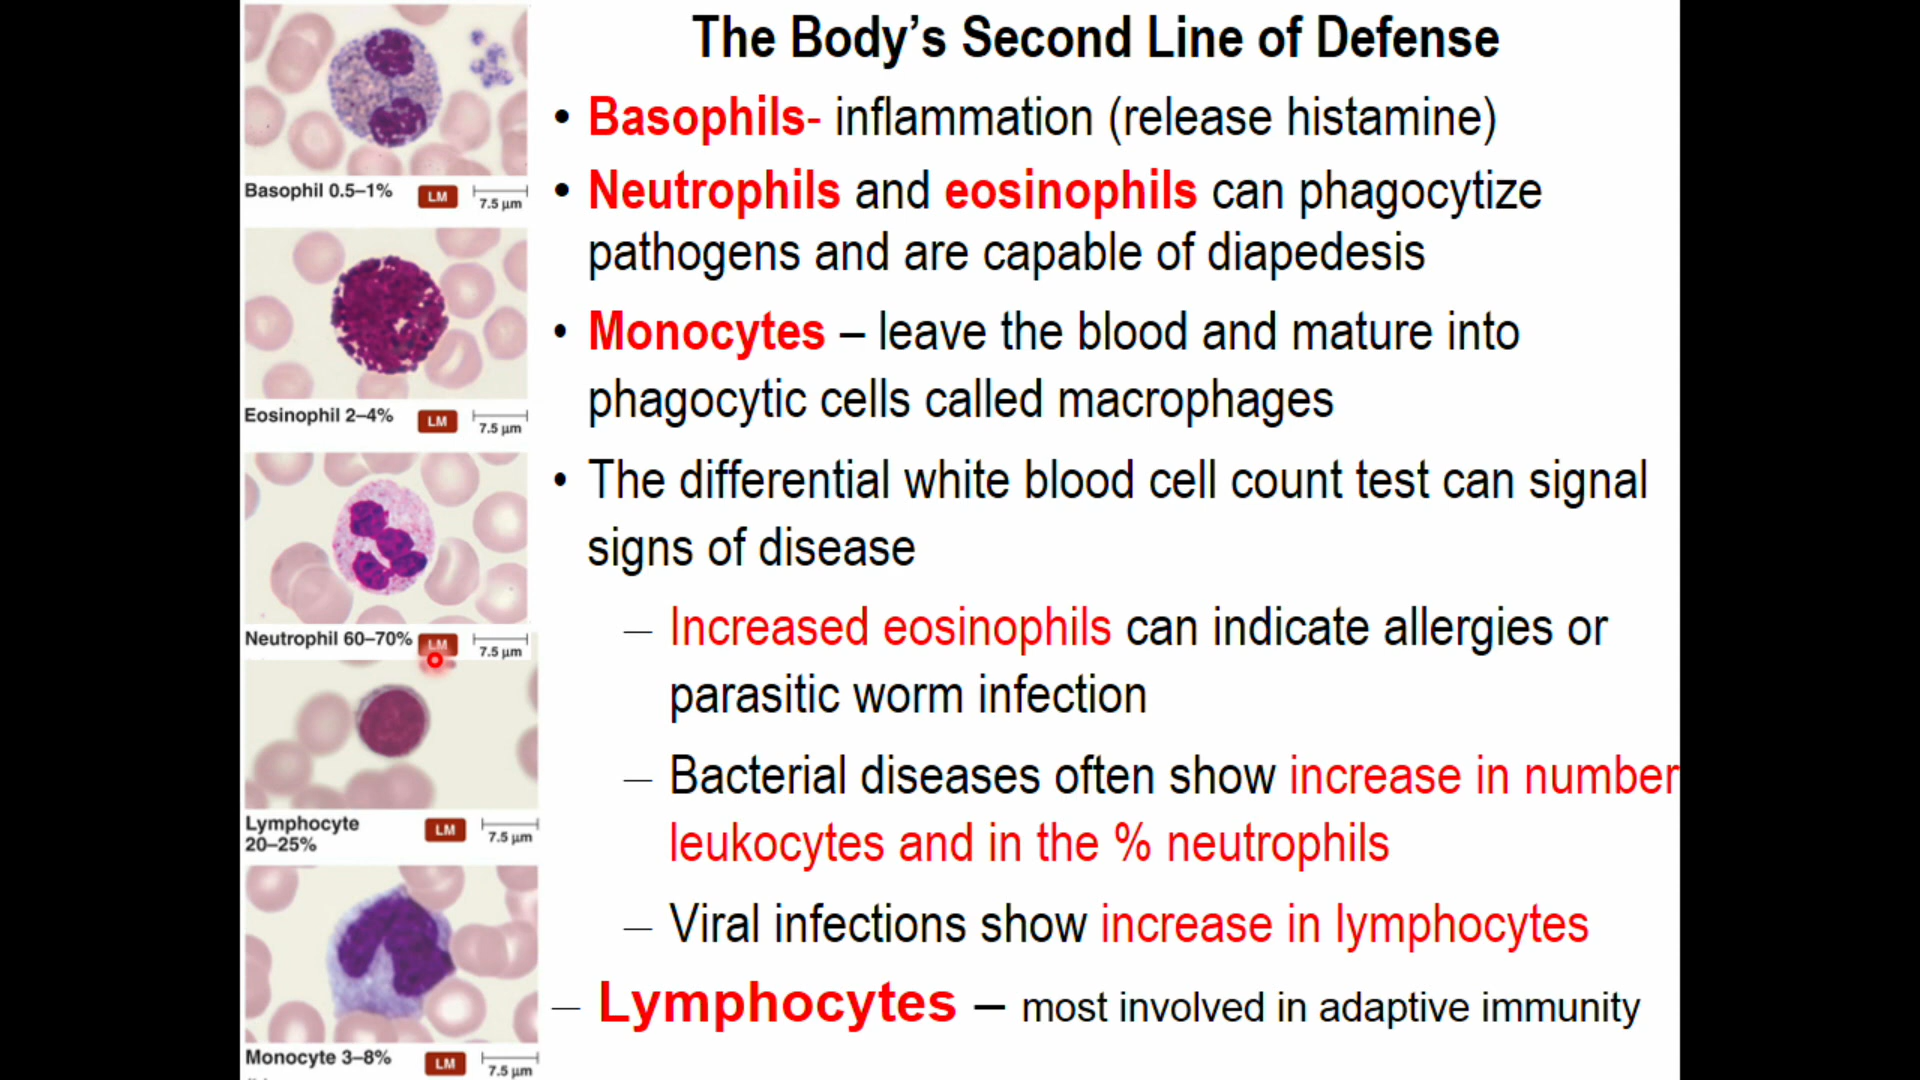 The Body's Second Line of Defense
• Basophils- inflammation (release histamine)
• Neutrophils and eosinophils can phagocytize
pathogens and are capable of diapedesis
• Monocytes – leave the blood and mature into
phagocytic cells called macrophages
• The differential white blood cell count test can signal
signs of disease
– Increased eosinophils can indicate allergies or
parasitic worm infection
– Bacterial diseases often show increase in number
leukocytes and in the % neutrophils
– Viral infections show increase in lymphocytes
– Lymphocytes – most involved in adaptive immunity
Basophil 0.5–1% LM 7.5 µm
Eosinophil 2–4% LM 7.5 µm
Neutrophil 60–70% LM 7.5 µm
Lymphocyte
20–25% LM 7.5 µm
Monocyte 3–8% LM 7.5 µm